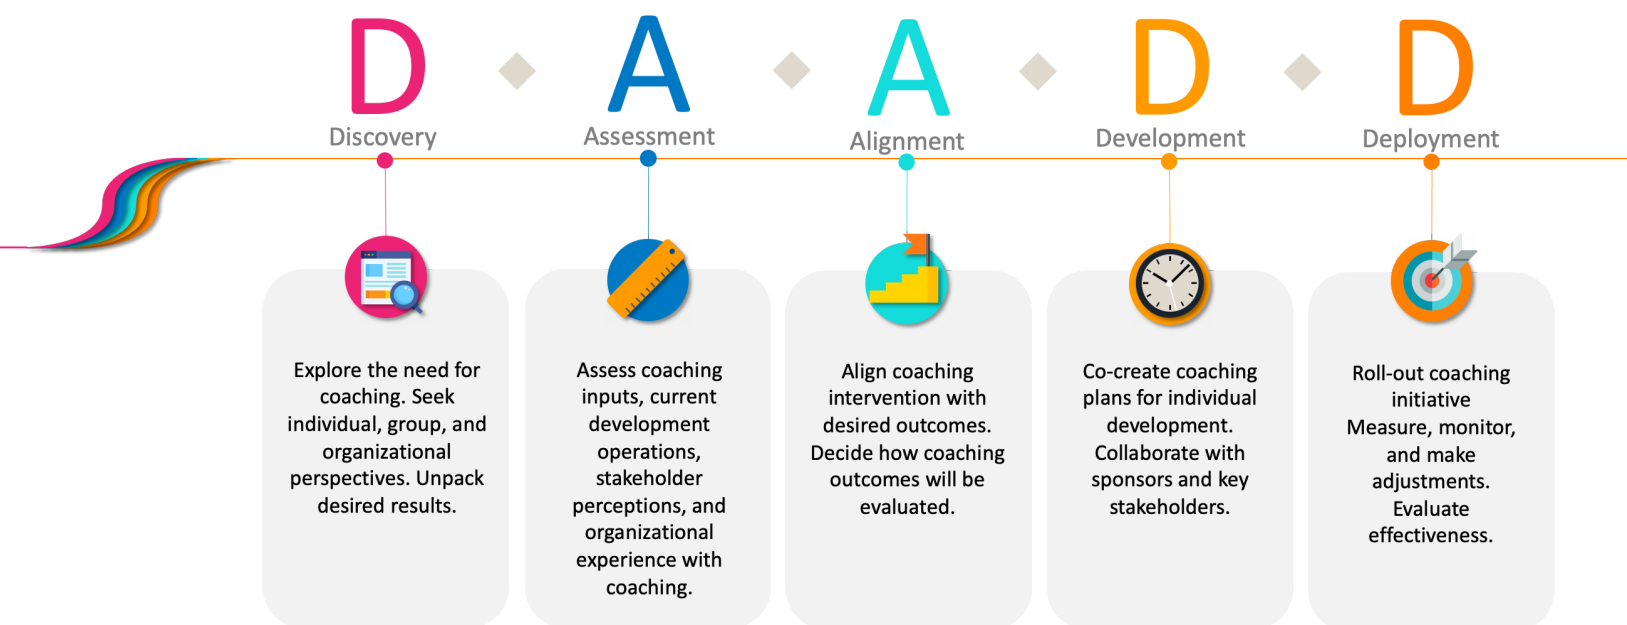 D
A
A
D
D
Discovery
Assessment
Alignment
Development
Deployment
Explore the need for
coaching. Seek
individual, group, and
organizational
perspectives. Unpack
desired results.
Assess coaching
inputs, current
development
operations,
stakeholder
perceptions, and
organizational
experience with
coaching.
Align coaching
intervention with
desired outcomes.
Decide how coaching
outcomes will be
evaluated.
Co-create coaching
plans for individual
development.
Collaborate with
sponsors and key
stakeholders.
Roll-out coaching
initiative
Measure, monitor,
and make
adjustments.
Evaluate
effectiveness.